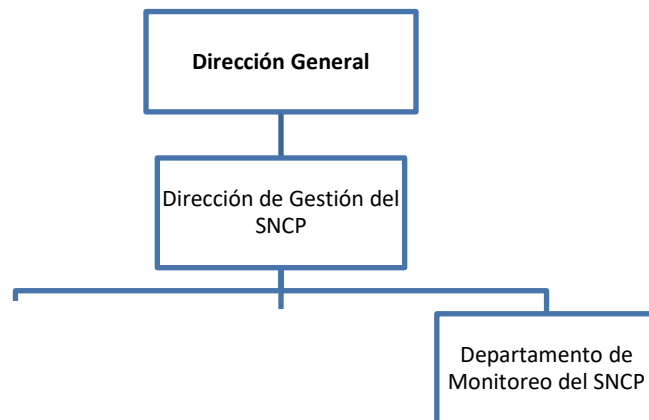 Dirección General
Dirección de Gestión del
SNCP
Departamento de
Monitoreo del SNCP